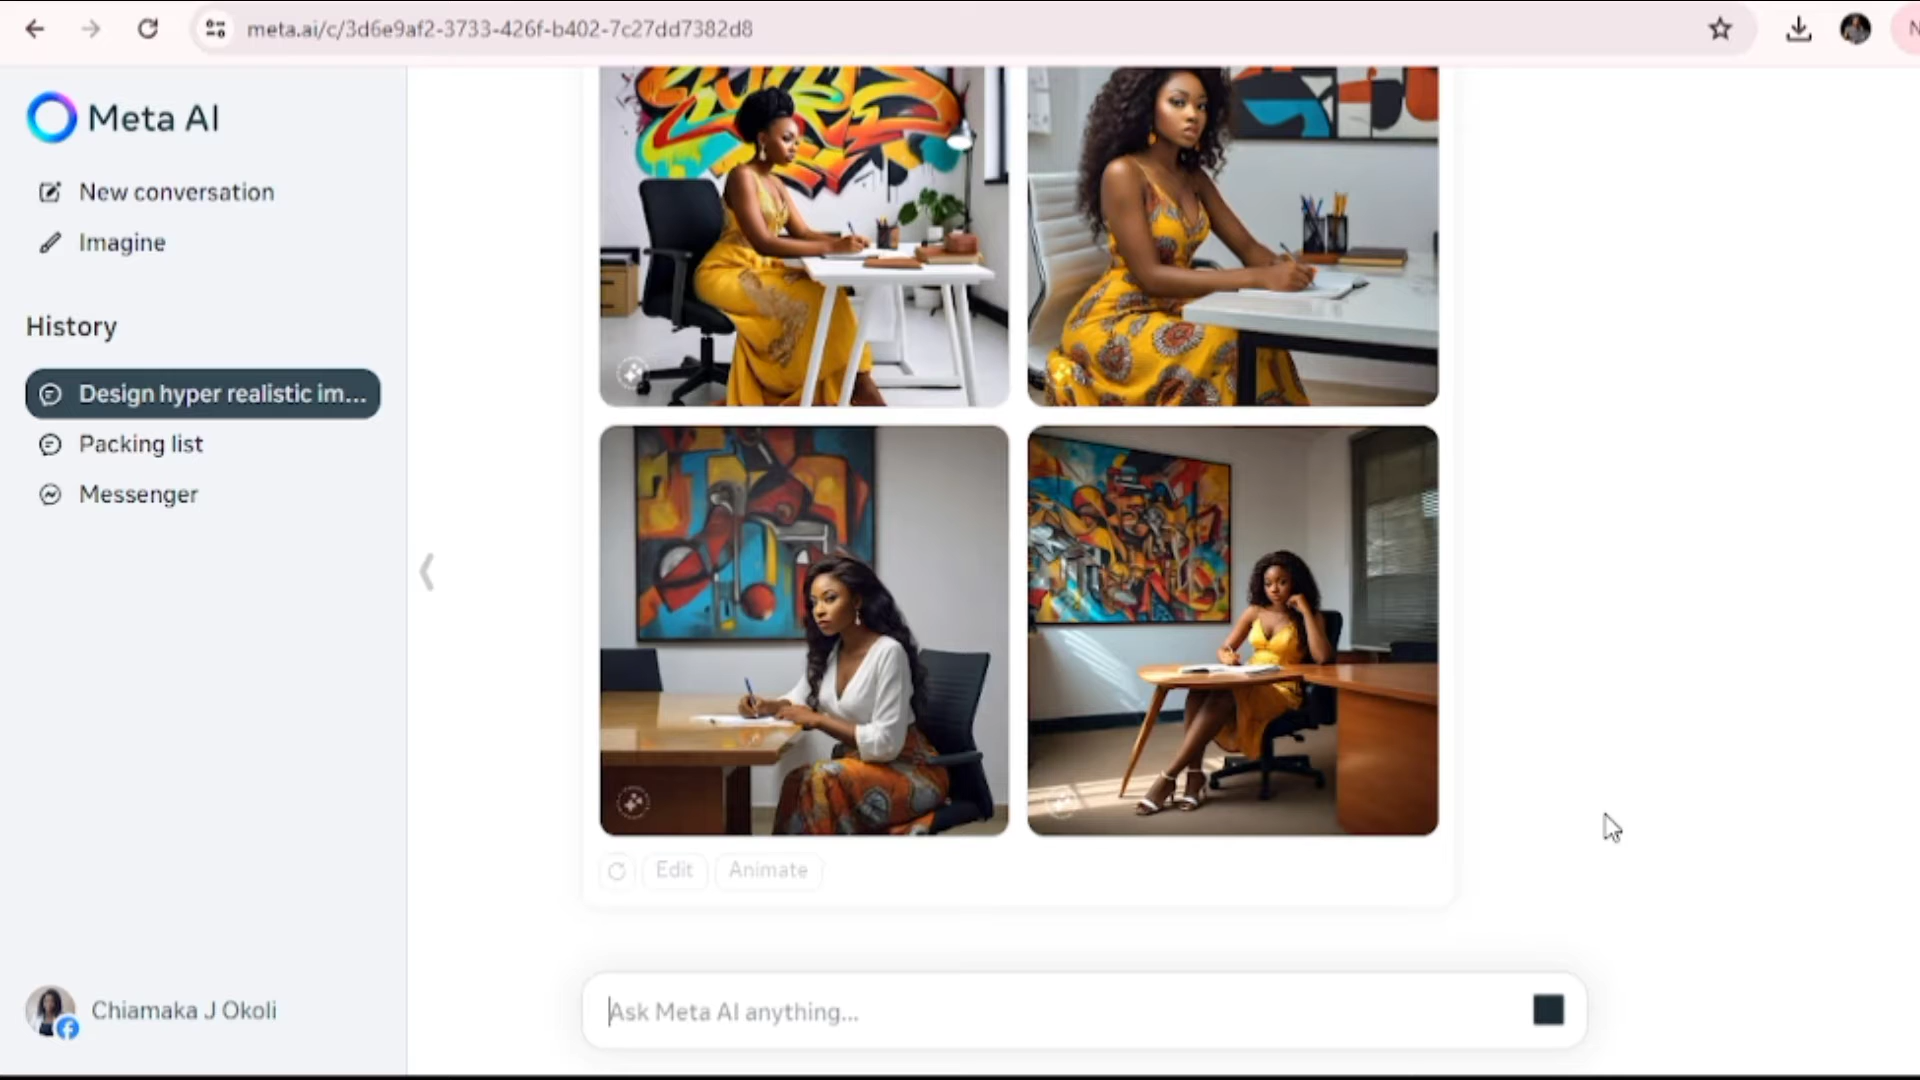 meta.ai/c/3d6e9af2-3733-426f-b402-7c27dd7382d8
N
Meta AI
New conversation
Imagine
History
Design hyper realistic im...
Packing list
Messenger
Edit
Animate
Chiamaka J Okoli
Ask Meta AI anything...